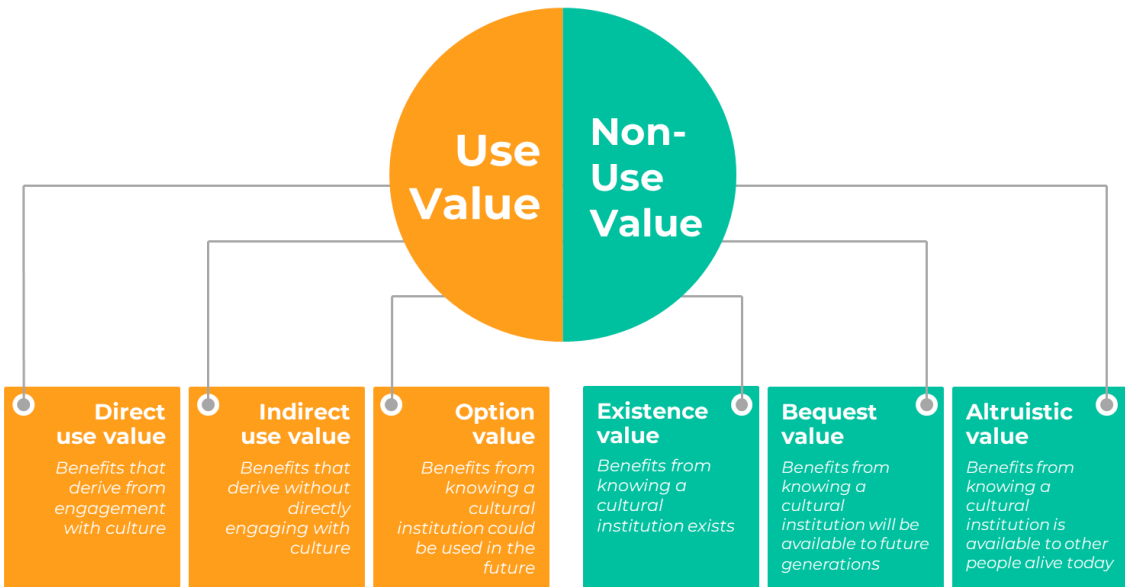 Use
Value
Non-
Use
Value
Direct
use value
Benefits that
derive from
engagement
with culture
Indirect
use value
Benefits that
derive without
directly
engaging with
culture
Option
value
Benefits from
knowing a
cultural
institution could
be used in the
future
Existence
value
Benefits from
knowing a
cultural
institution exists
Bequest
value
Benefits from
knowing a
cultural
institution will be
available to future
generations
Altruistic
value
Benefits from
knowing a
cultural
institution is
available to other
people alive today